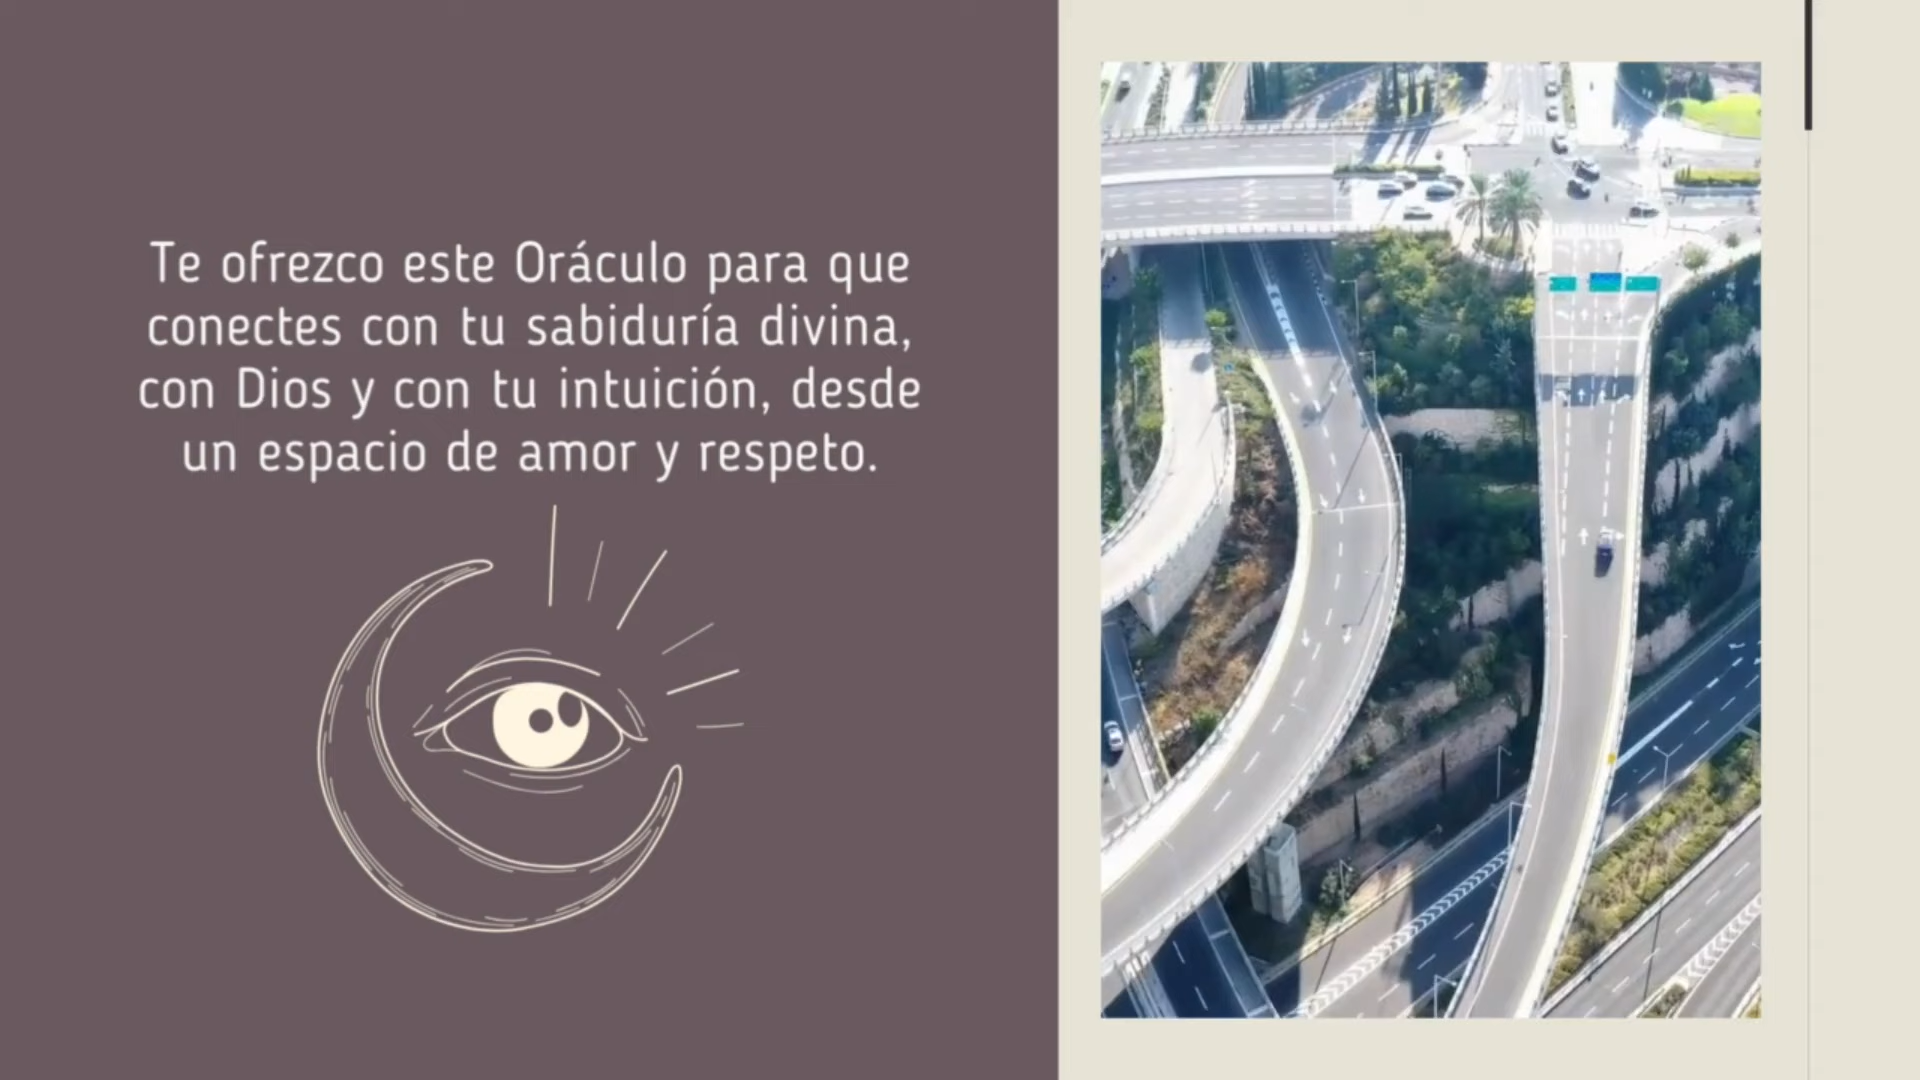 Te ofrezco este Oráculo para que
conectes con tu sabiduría divina,
con Dios y con tu intuición, desde
un espacio de amor y respeto.